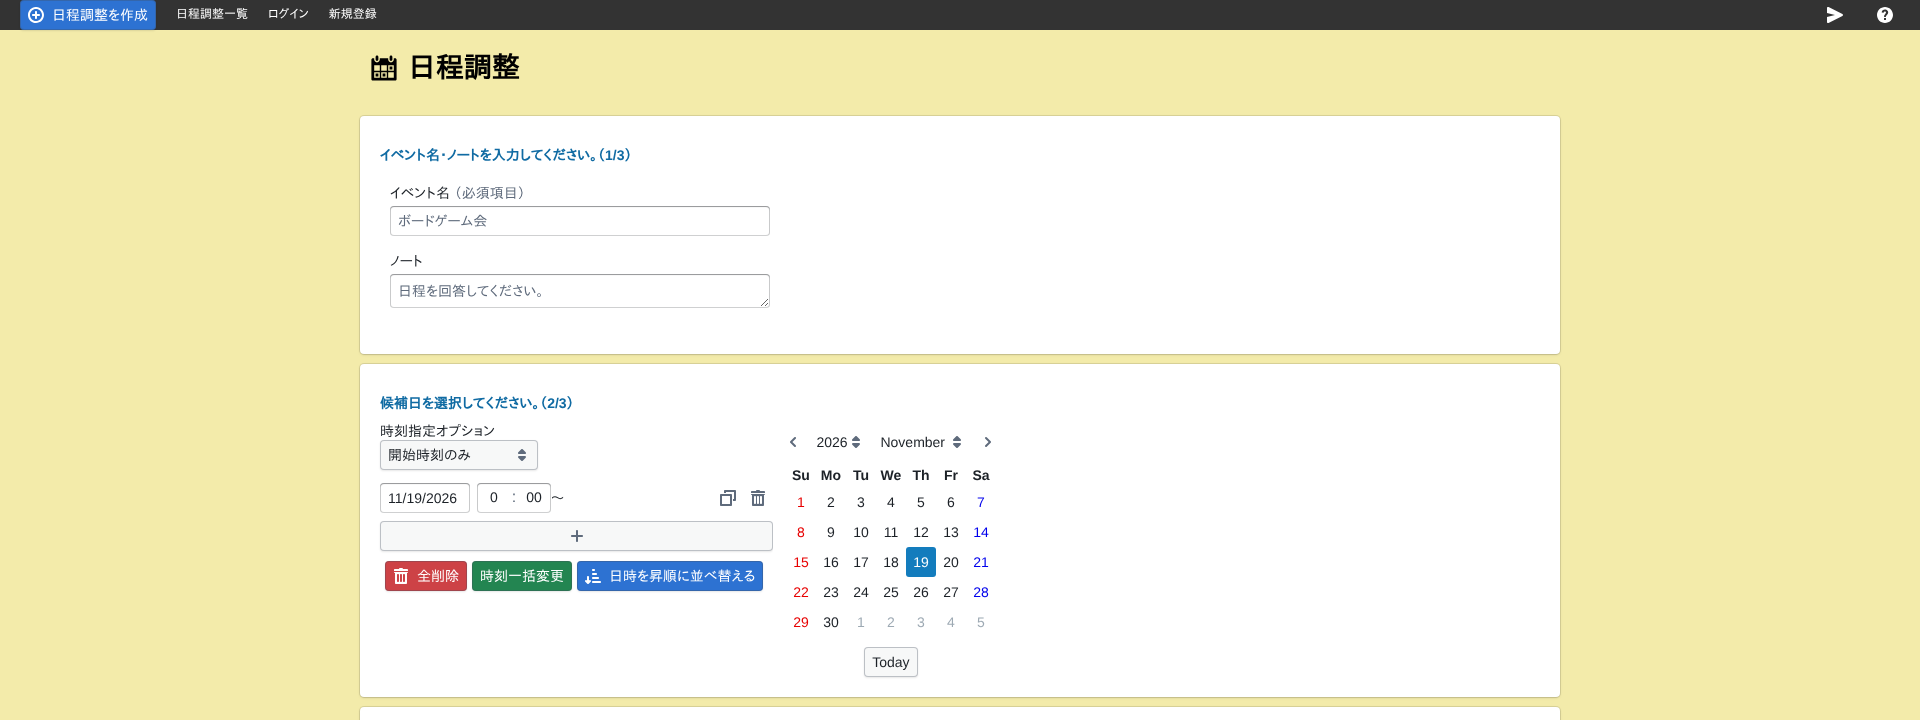 日程調整を作成 日程調整一覧 ログイン 新規登録
日程調整
イベント名・ノートを入力してください。(1/3)
イベント名 (必須項目)
ボードゲーム会
ノート
日程を回答してください。
候補日を選択してください。(2/3)
時刻指定オプション
開始時刻のみ
11/19/2026 0 : 00 ～
全削除 時刻一括変更 日時を昇順に並べ替える
2026 November
Su Mo Tu We Th Fr Sa
1 2 3 4 5 6 7
8 9 10 11 12 13 14
15 16 17 18 19 20 21
22 23 24 25 26 27 28
29 30 1 2 3 4 5
Today